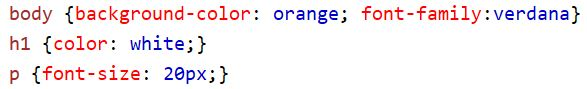 body {background-color: orange; font-family:verdana}
h1 {color: white;}
p {font-size: 20px;}